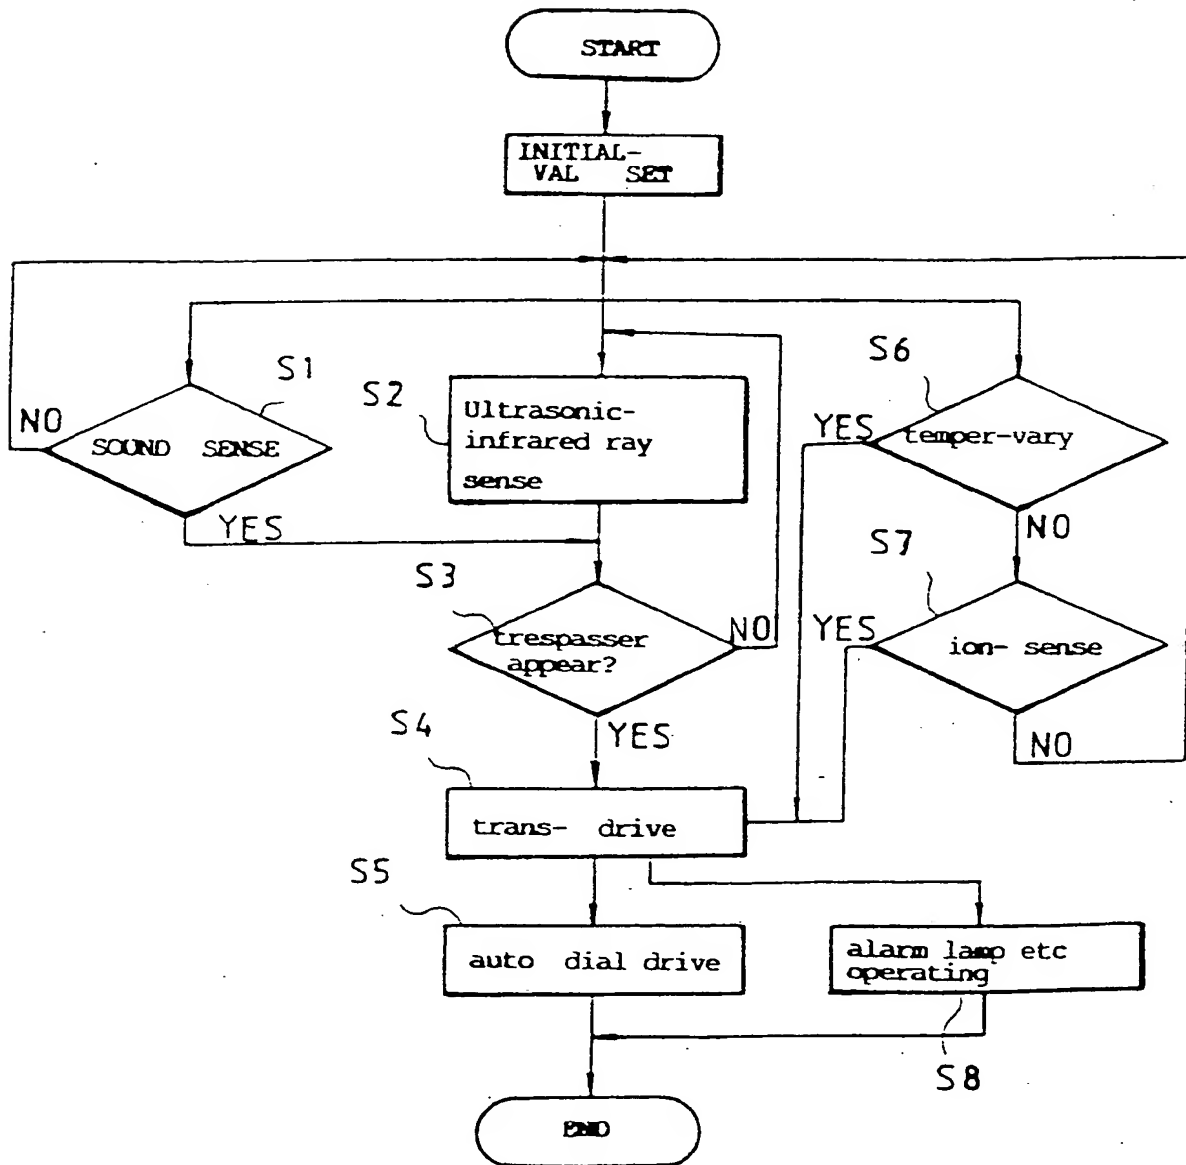 START
INITIAL-
VAL SET
S1
NO
SOUND SENSE
YES
S2
Ultrasonic-
infrared ray
sense
S6
YES
temper-vary
NO
S7
YES
ion- sense
NO
S3
trespasser
appear?
NO
YES
S4
trans- drive
S5
auto dial drive
alarm lamp etc
operating
S8
END